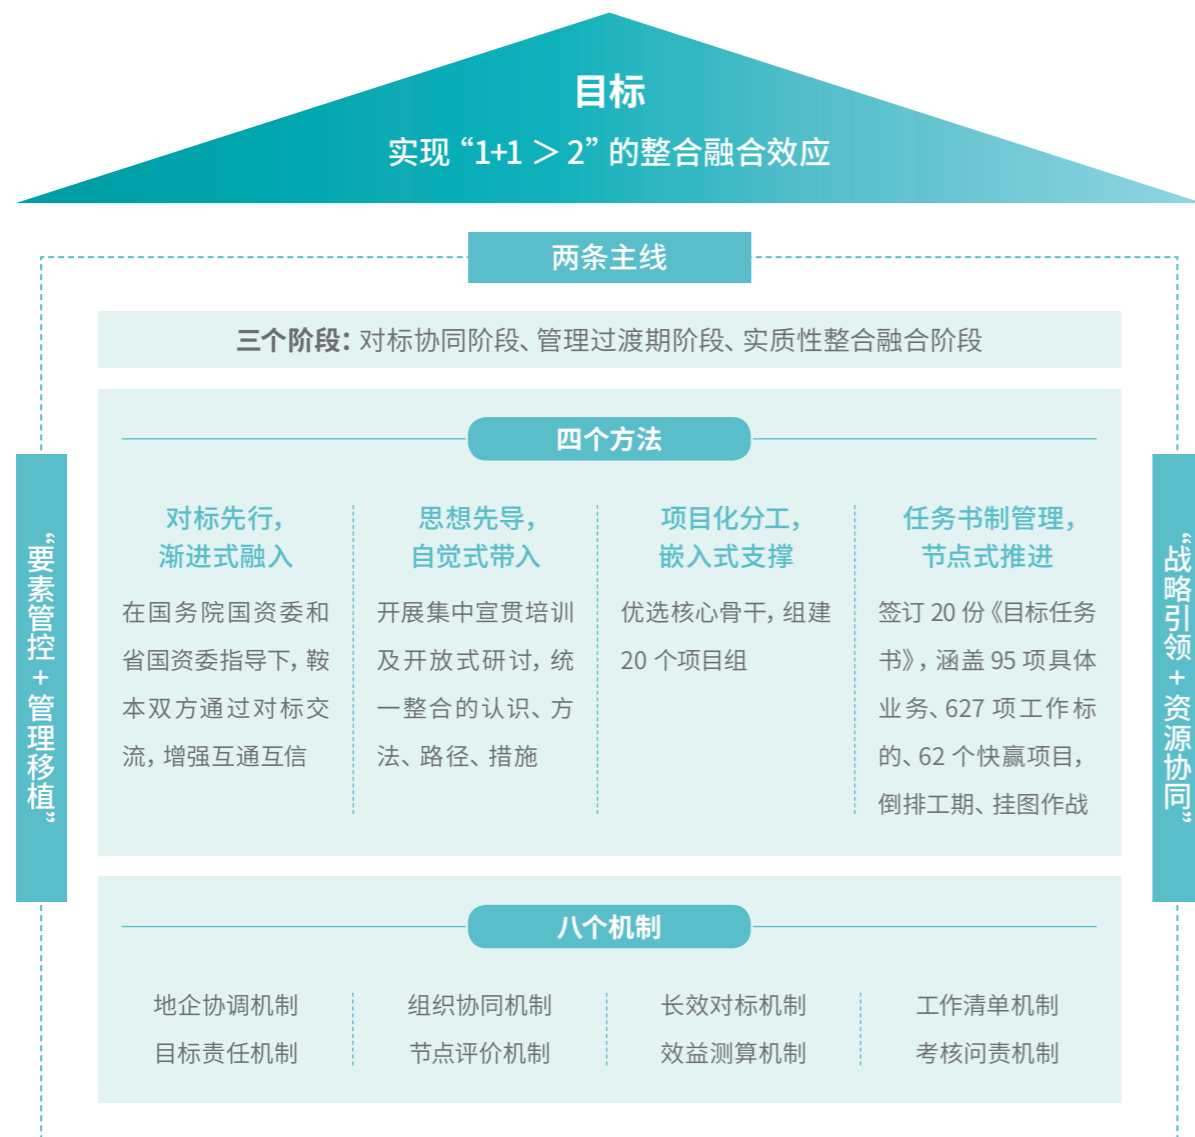 目标
实现“1+1＞2”的整合融合效应
两条主线
三个阶段：对标协同阶段、管理过渡期阶段、实质性整合融合阶段
“要素管控+管理移植”
四个方法
对标先行，
渐进式融入
在国务院国资委和
省国资委指导下，鞍
本双方通过对标交
流，增强互通互信
思想先导，
自觉式带入
开展集中宣贯培训
及开放式研讨，统
一整合的认识、方
法、路径、措施
项目化分工，
嵌入式支撑
优选核心骨干，组建
20 个项目组
任务书制管理，
节点式推进
签订 20 份《目标任务
书》，涵盖 95 项具体
业务、627 项工作标
的、62 个快赢项目，
倒排工期、挂图作战
“战略引领+资源协同”
八个机制
地企协调机制
目标责任机制
组织协同机制
节点评价机制
长效对标机制
效益测算机制
工作清单机制
考核问责机制